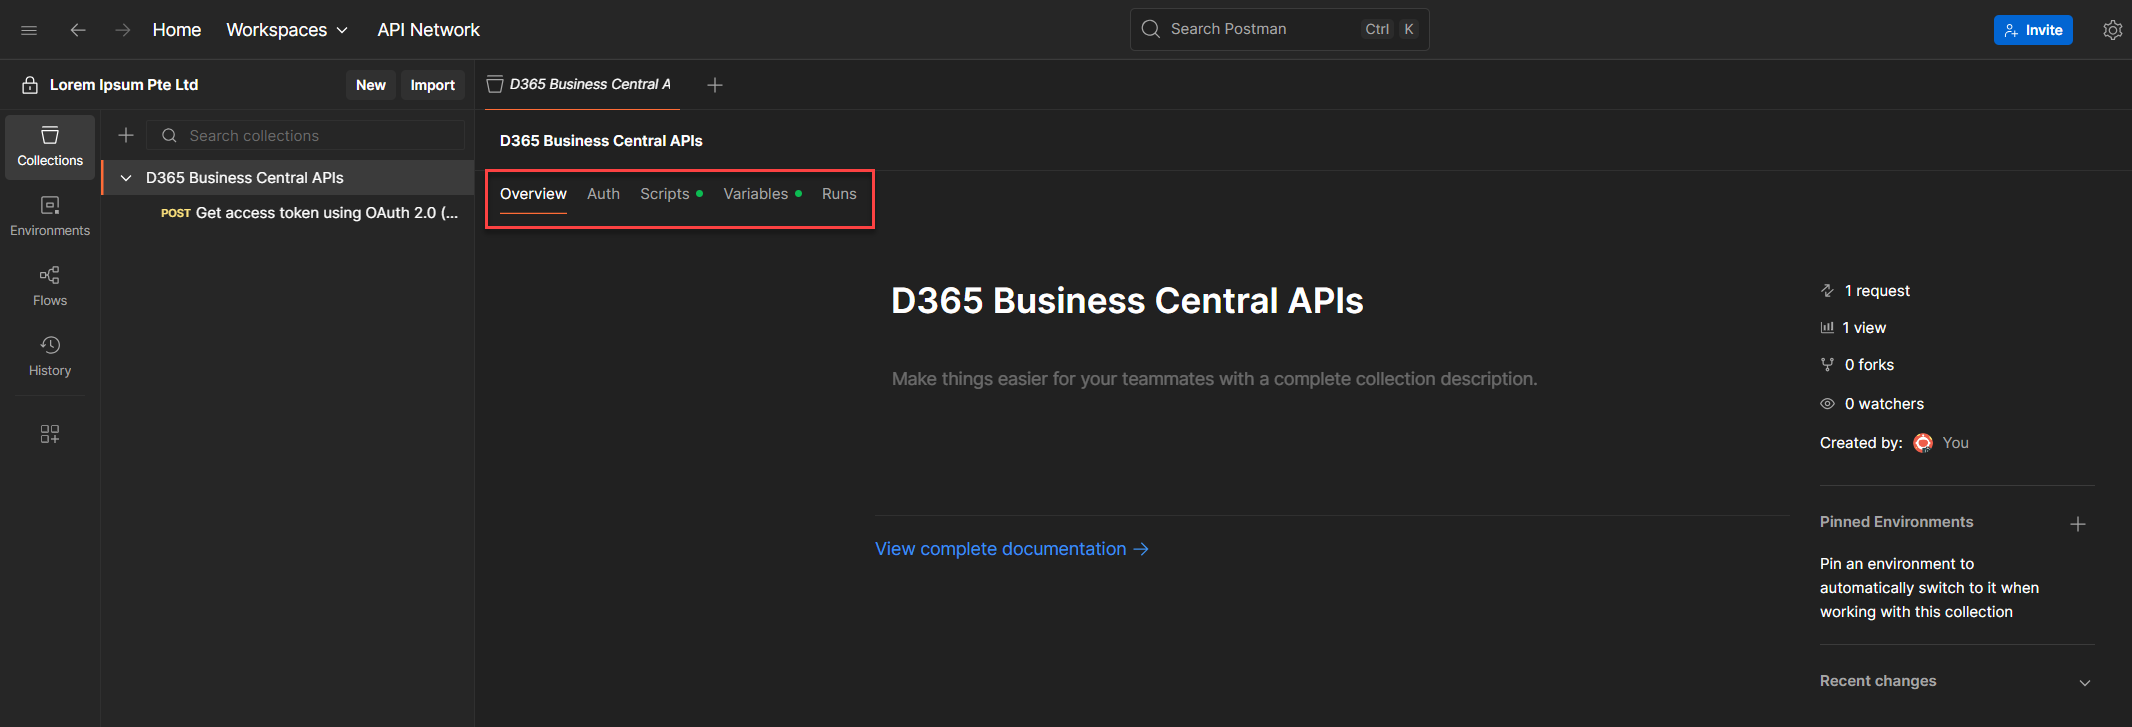 Home Workspaces API Network Search Postman Ctrl K Invite
Lorem Ipsum Pte Ltd New Import
D365 Business Central A
Collections
Search collections
D365 Business Central APIs
POST Get access token using OAuth 2.0 (...
Environments
Flows
History
D365 Business Central APIs
Overview Auth Scripts Variables Runs
D365 Business Central APIs
Make things easier for your teammates with a complete collection description.
View complete documentation →
1 request
1 view
0 forks
0 watchers
Created by: You
Pinned Environments
Pin an environment to
automatically switch to it when
working with this collection
Recent changes